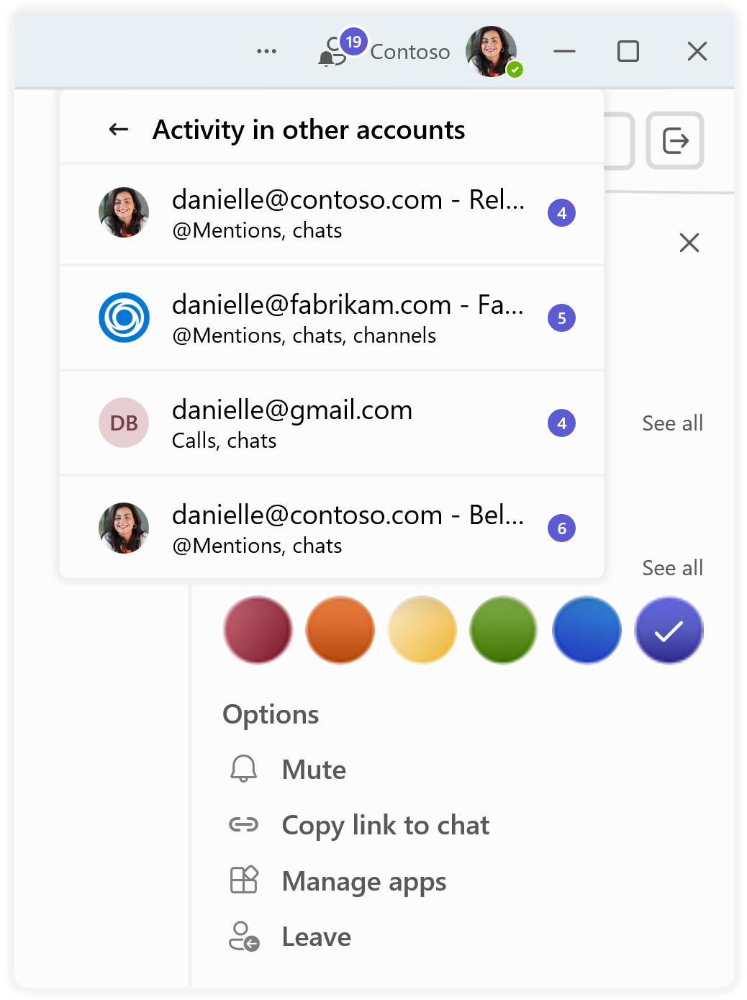 19
Contoso
Activity in other accounts
danielle@contoso.com - Rel...
@Mentions, chats
4
danielle@fabrikam.com - Fa...
@Mentions, chats, channels
5
DB
danielle@gmail.com
Calls, chats
4
See all
danielle@contoso.com - Bel...
@Mentions, chats
6
See all
Options
Mute
Copy link to chat
Manage apps
Leave